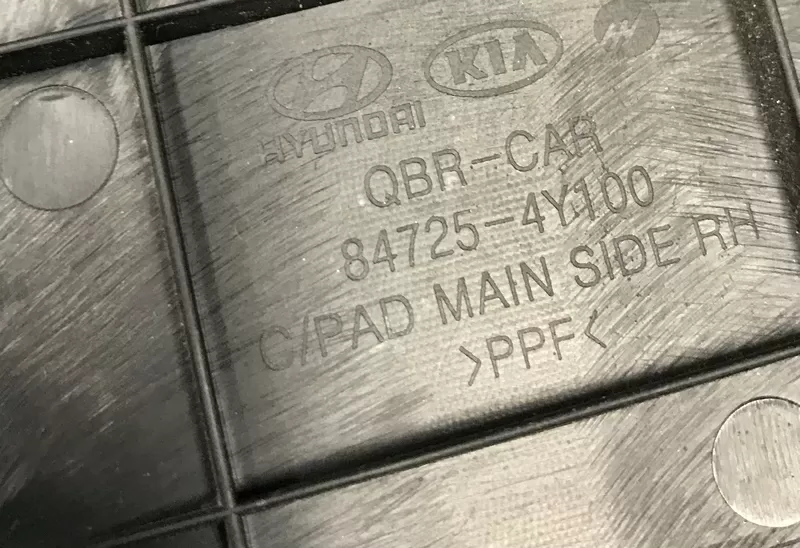 KIA
HYUNDAI
QBR-CAR
84725-4Y100
C/PAD MAIN SIDE RH
>PPF<